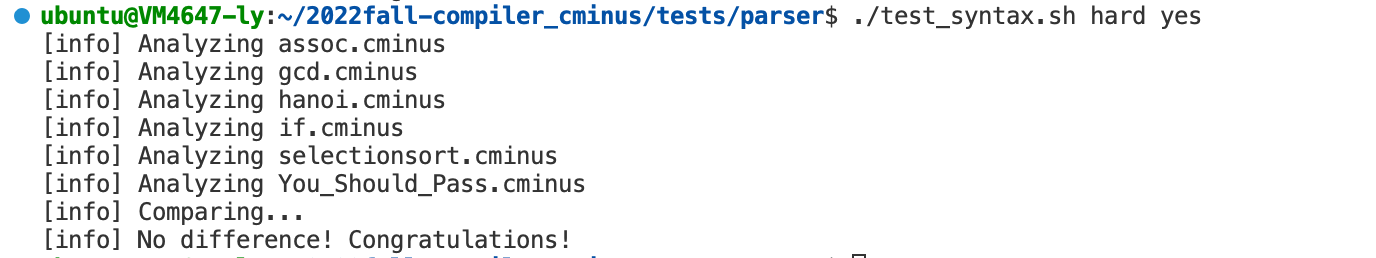 ubuntu@VM4647-ly:~/2022fall-compiler_cminus/tests/parser$ ./test_syntax.sh hard yes
[info] Analyzing assoc.cminus
[info] Analyzing gcd.cminus
[info] Analyzing hanoi.cminus
[info] Analyzing if.cminus
[info] Analyzing selectionsort.cminus
[info] Analyzing You_Should_Pass.cminus
[info] Comparing...
[info] No difference! Congratulations!